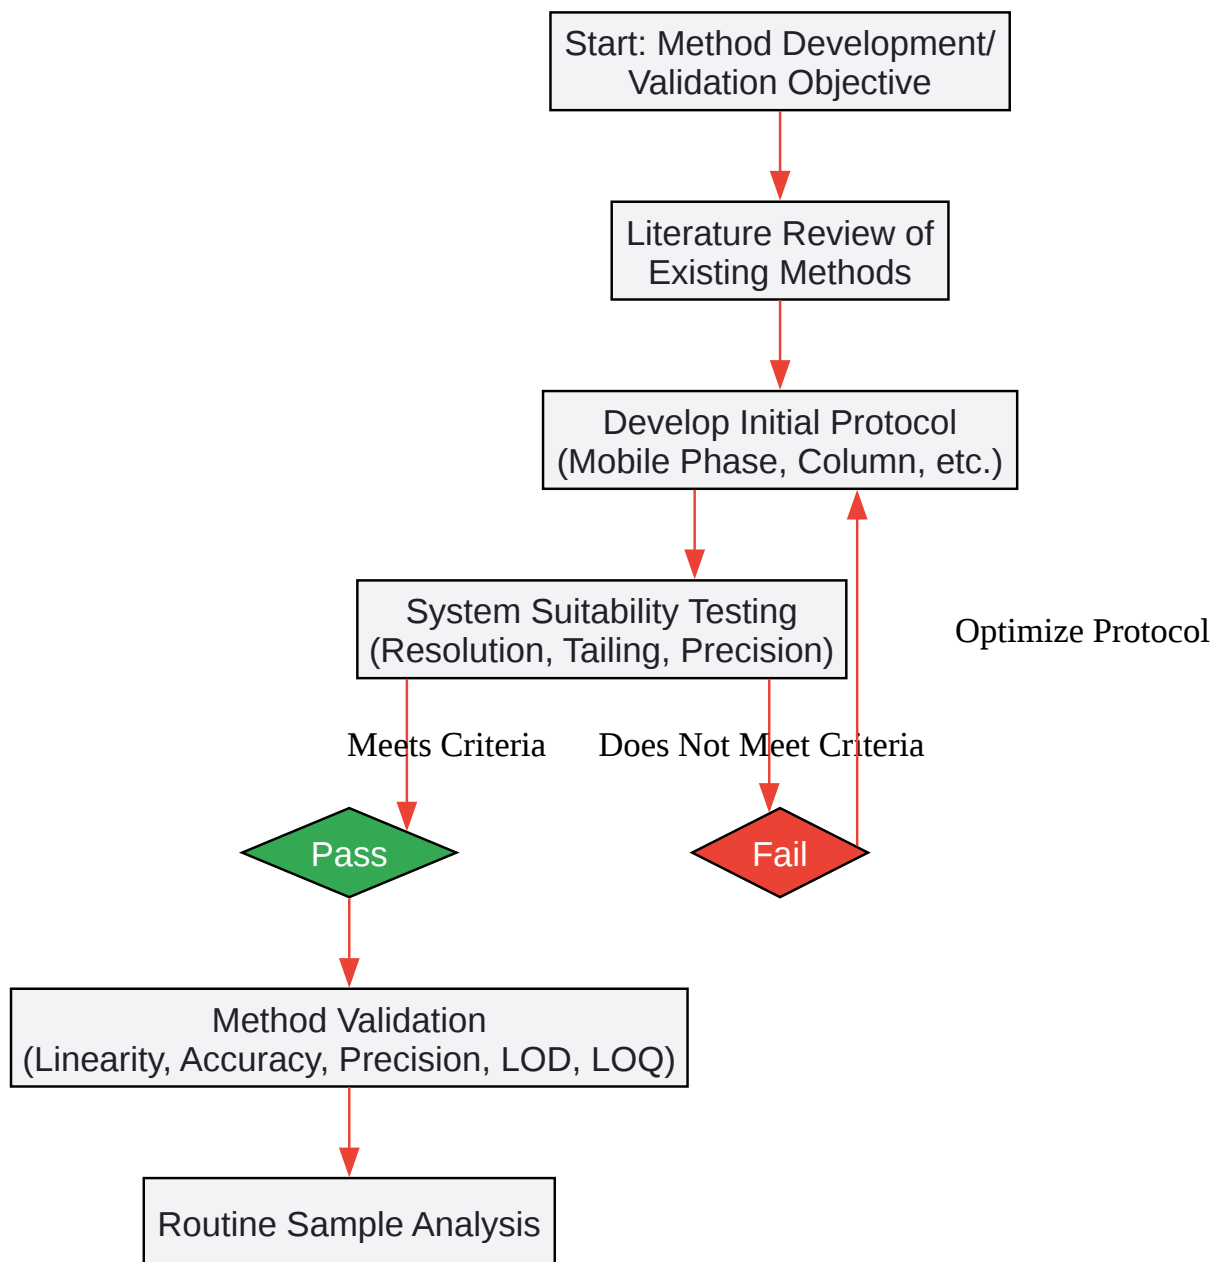 Start: Method Development/
Validation Objective
Literature Review of
Existing Methods
Develop Initial Protocol
(Mobile Phase, Column, etc.)
System Suitability Testing
(Resolution, Tailing, Precision)
Optimize Protocol
Meets Criteria
Does Not Meet Criteria
Pass
Fail
Method Validation
(Linearity, Accuracy, Precision, LOD, LOQ)
Routine Sample Analysis